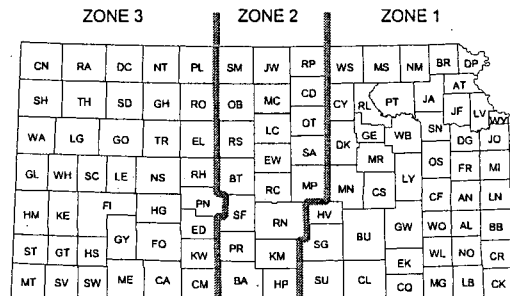 ZONE 3 ZONE 2 ZONE 1
CN RA DC NT PL SM JW RP WS MS NM BR DP
SH TH SD GH RO OB MC CD CY RL PT JA AT
LC OT JF LV WY
WA LG GO TR EL RS SA DK GE WB SN DG JO
GL WH SC LE NS RH BT EW MR OS FR MI
RC MP MN CS LY
HM KE FI HG PN SF RN HV CF AN LN
GY ED SG BU GW WO AL BB
ST GT HS FO KW PR KM WL NO CR
EK
MT SV SW ME CA CM BA HP SU CL CQ MG LB CK